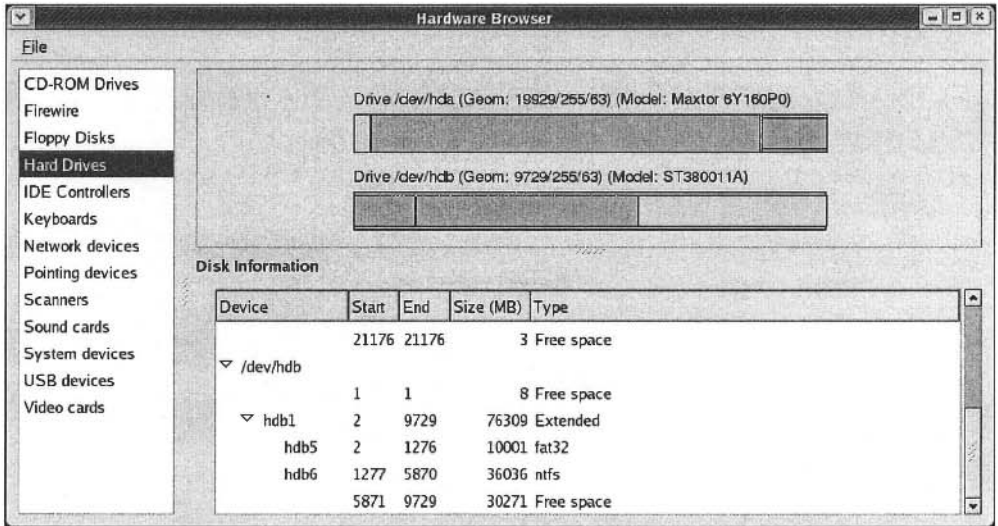 Hardware Browser
File
CD-ROM Drives
Firewire
Floppy Disks
Hard Drives
IDE Controllers
Keyboards
Network devices
Pointing devices
Scanners
Sound cards
System devices
USB devices
Video cards
Drive /dev/hda (Geom: 19929/255/63) (Model: Maxtor 6Y160P0)
Drive /dev/hdb (Geom: 9729/255/63) (Model: ST380011A)
Disk Information
Device Start End Size (MB) Type
21176 21176 3 Free space
/dev/hdb
1 1 8 Free space
hdb1 2 9729 76309 Extended
hdb5 2 1276 10001 fat32
hdb6 1277 5870 36036 ntfs
5871 9729 30271 Free space